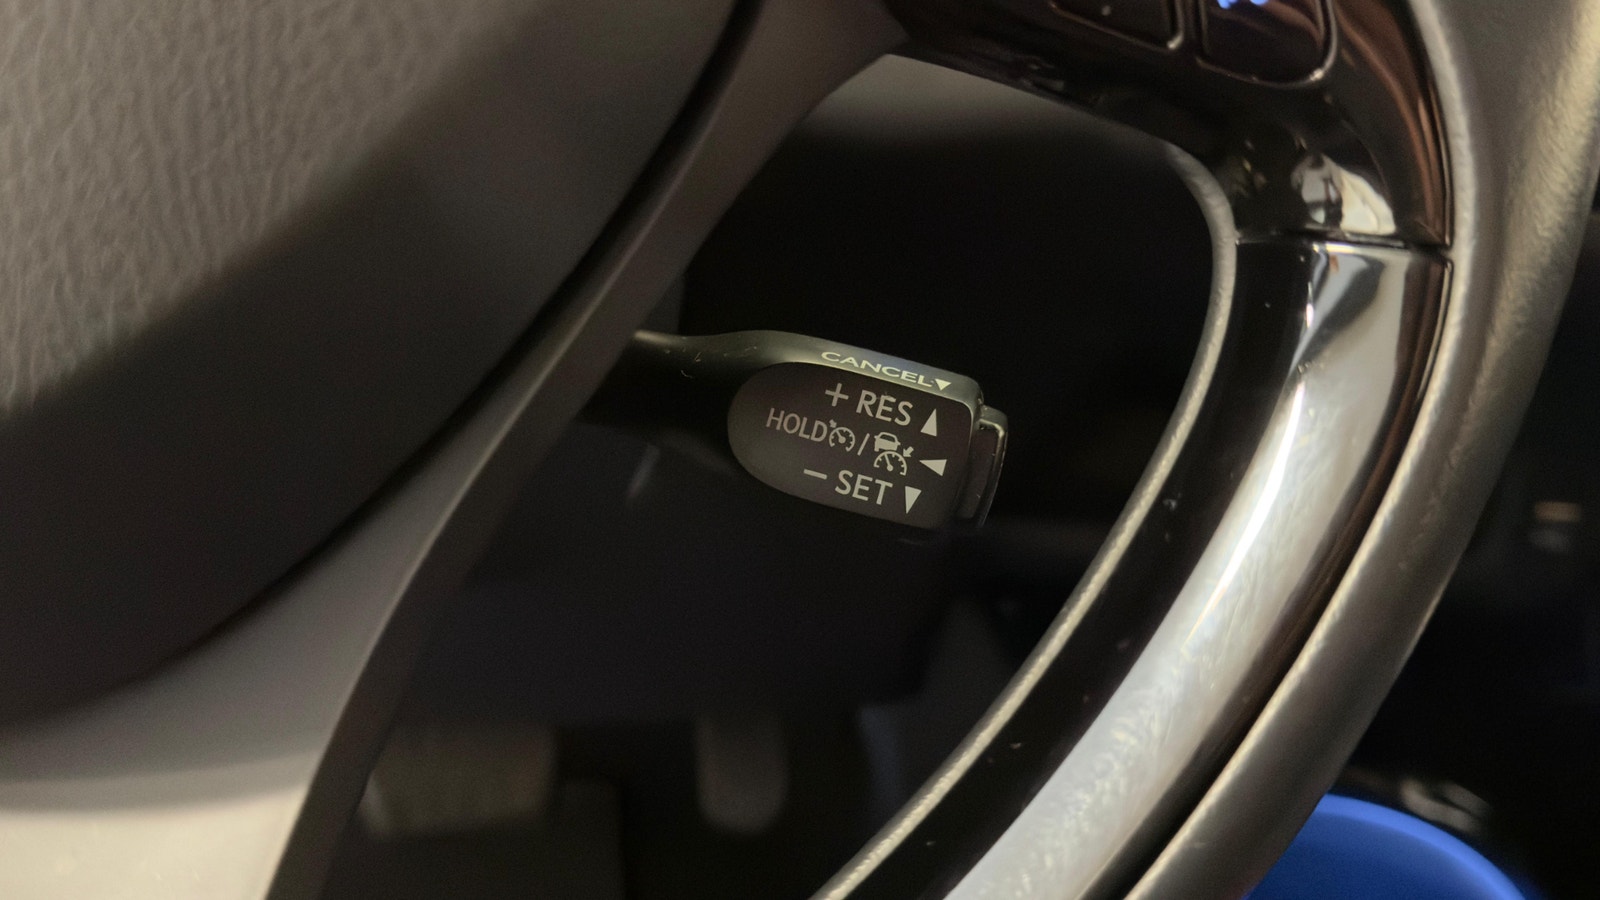 CANCEL▼
+ RES ▲
HOLD / ◀
− SET ▼